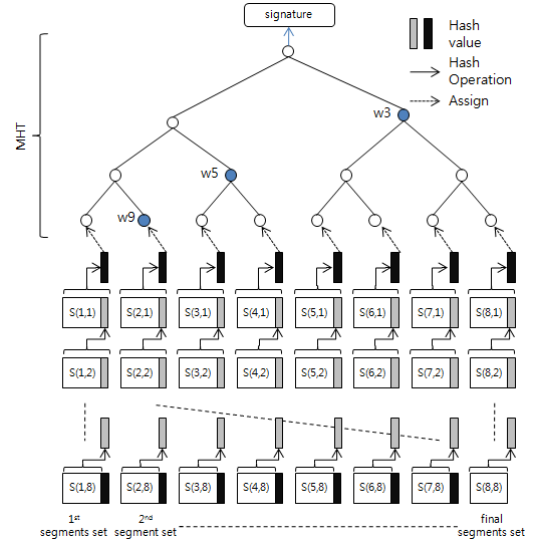 signature
Hash
value
Hash
Operation
Assign
MHT
w3
w5
w9
S(1,1) S(2,1) S(3,1) S(4,1) S(5,1) S(6,1) S(7,1) S(8,1)
S(1,2) S(2,2) S(3,2) S(4,2) S(5,2) S(6,2) S(7,2) S(8,2)
S(1,8) S(2,8) S(3,8) S(4,8) S(5,8) S(6,8) S(7,8) S(8,8)
1st 2nd final
segments set segment set segments set